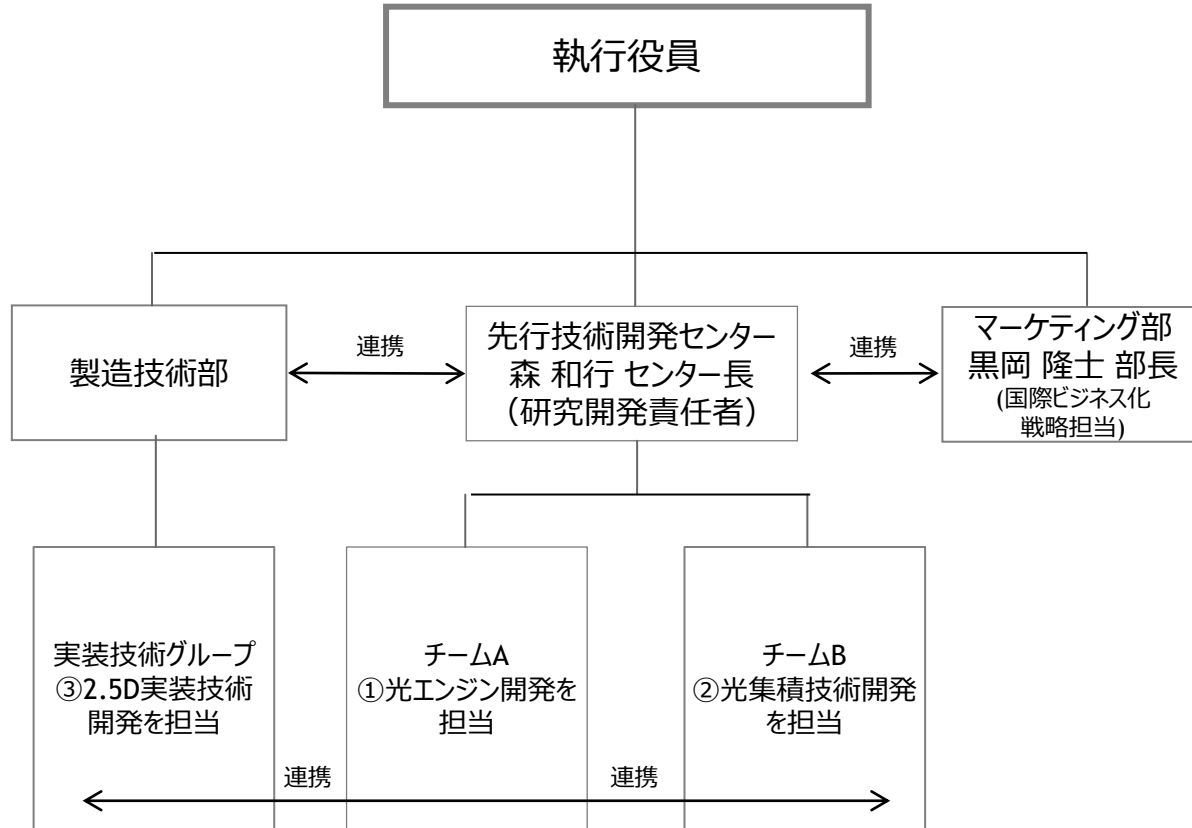 執行役員
製造技術部
連携
先行技術開発センター
森 和行 センター長
（研究開発責任者）
連携
マーケティング部
黒岡 隆士 部長
(国際ビジネス化
戦略担当)
実装技術グループ
③2.5D実装技術
開発を担当
チームA
①光エンジン開発を
担当
チームB
②光集積技術開発
を担当
連携
連携